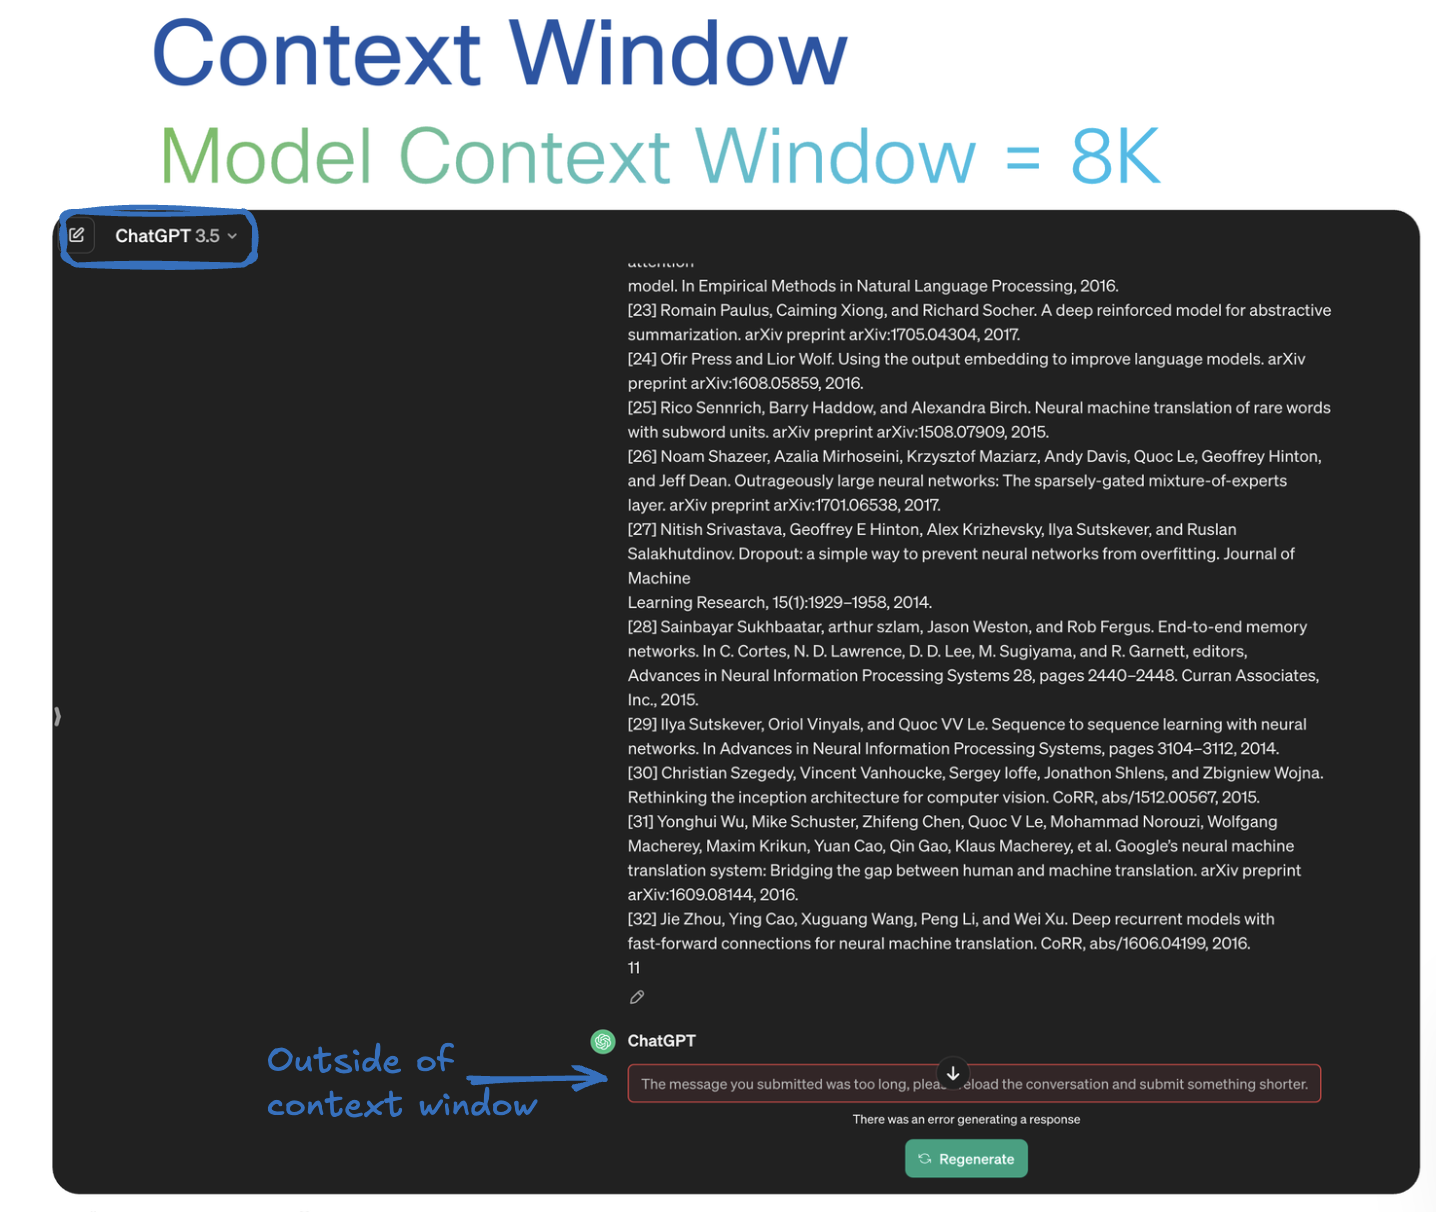 Context Window
Model Context Window = 8K
ChatGPT 3.5
attention
model. In Empirical Methods in Natural Language Processing, 2016.
[23] Romain Paulus, Caiming Xiong, and Richard Socher. A deep reinforced model for abstractive
summarization. arXiv preprint arXiv:1705.04304, 2017.
[24] Ofir Press and Lior Wolf. Using the output embedding to improve language models. arXiv
preprint arXiv:1608.05859, 2016.
[25] Rico Sennrich, Barry Haddow, and Alexandra Birch. Neural machine translation of rare words
with subword units. arXiv preprint arXiv:1508.07909, 2015.
[26] Noam Shazeer, Azalia Mirhoseini, Krzysztof Maziarz, Andy Davis, Quoc Le, Geoffrey Hinton,
and Jeff Dean. Outrageously large neural networks: The sparsely-gated mixture-of-experts
layer. arXiv preprint arXiv:1701.06538, 2017.
[27] Nitish Srivastava, Geoffrey E Hinton, Alex Krizhevsky, Ilya Sutskever, and Ruslan
Salakhutdinov. Dropout: a simple way to prevent neural networks from overfitting. Journal of
Machine
Learning Research, 15(1):1929–1958, 2014.
[28] Sainbayar Sukhbaatar, arthur szlam, Jason Weston, and Rob Fergus. End-to-end memory
networks. In C. Cortes, N. D. Lawrence, D. D. Lee, M. Sugiyama, and R. Garnett, editors,
Advances in Neural Information Processing Systems 28, pages 2440–2448. Curran Associates,
Inc., 2015.
[29] Ilya Sutskever, Oriol Vinyals, and Quoc VV Le. Sequence to sequence learning with neural
networks. In Advances in Neural Information Processing Systems, pages 3104–3112, 2014.
[30] Christian Szegedy, Vincent Vanhoucke, Sergey Ioffe, Jonathon Shlens, and Zbigniew Wojna.
Rethinking the inception architecture for computer vision. CoRR, abs/1512.00567, 2015.
[31] Yonghui Wu, Mike Schuster, Zhifeng Chen, Quoc V Le, Mohammad Norouzi, Wolfgang
Macherey, Maxim Krikun, Yuan Cao, Qin Gao, Klaus Macherey, et al. Google's neural machine
translation system: Bridging the gap between human and machine translation. arXiv preprint
arXiv:1609.08144, 2016.
[32] Jie Zhou, Ying Cao, Xuguang Wang, Peng Li, and Wei Xu. Deep recurrent models with
fast-forward connections for neural machine translation. CoRR, abs/1606.04199, 2016.
11
ChatGPT
Outside of
context window
The message you submitted was too long, please reload the conversation and submit something shorter.
There was an error generating a response
Regenerate